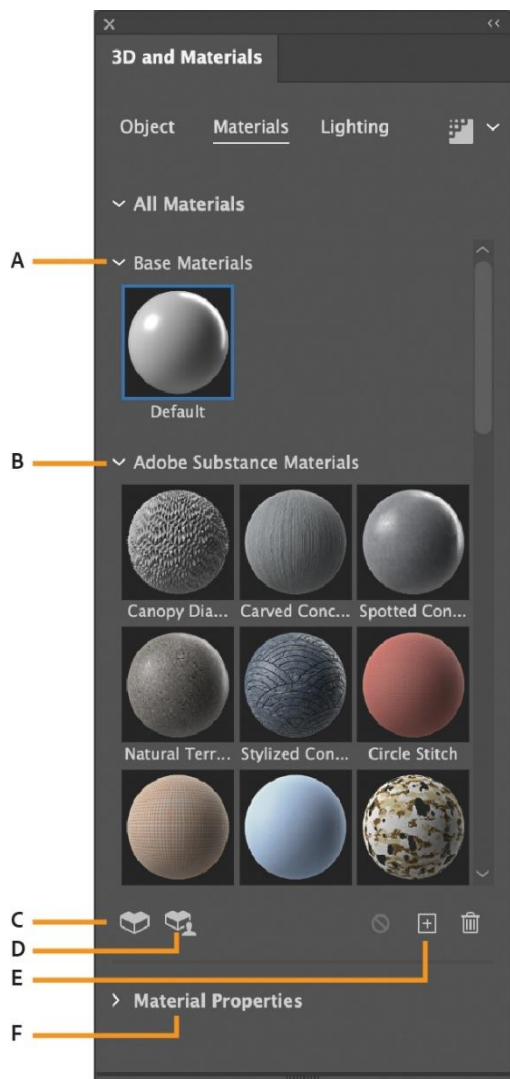 3D and Materials
Object Materials Lighting
All Materials
A
Base Materials
Default
B
Adobe Substance Materials
Canopy Dia... Carved Conc... Spotted Con...
Natural Terr... Stylized Con... Circle Stitch
C
D
E
Material Properties
F